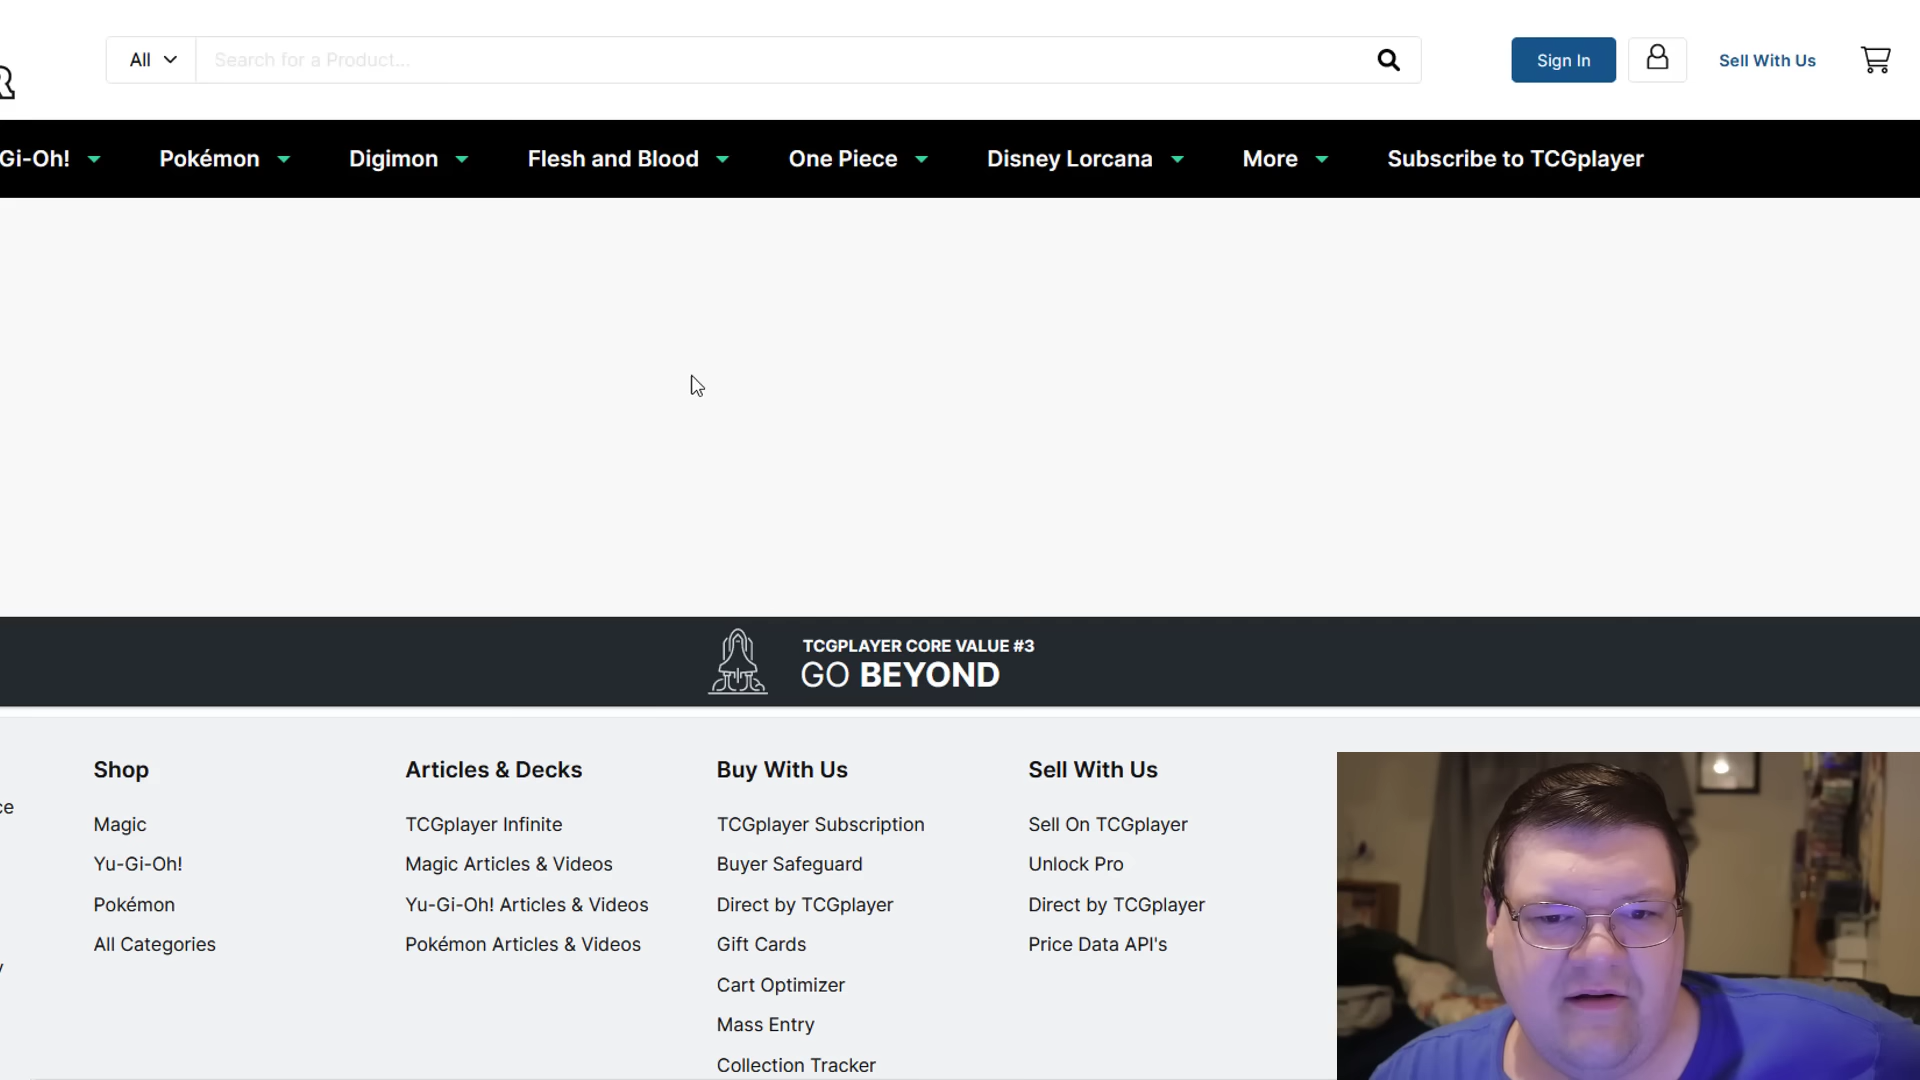 R
All
Search for a Product...
Sign In
Sell With Us
Gi-Oh!
Pokémon
Digimon
Flesh and Blood
One Piece
Disney Lorcana
More
Subscribe to TCGplayer
TCGPLAYER CORE VALUE #3
GO BEYOND
ce
y
Shop
Magic
Yu-Gi-Oh!
Pokémon
All Categories
Articles & Decks
TCGplayer Infinite
Magic Articles & Videos
Yu-Gi-Oh! Articles & Videos
Pokémon Articles & Videos
Buy With Us
TCGplayer Subscription
Buyer Safeguard
Direct by TCGplayer
Gift Cards
Cart Optimizer
Mass Entry
Collection Tracker
Sell With Us
Sell On TCGplayer
Unlock Pro
Direct by TCGplayer
Price Data API's